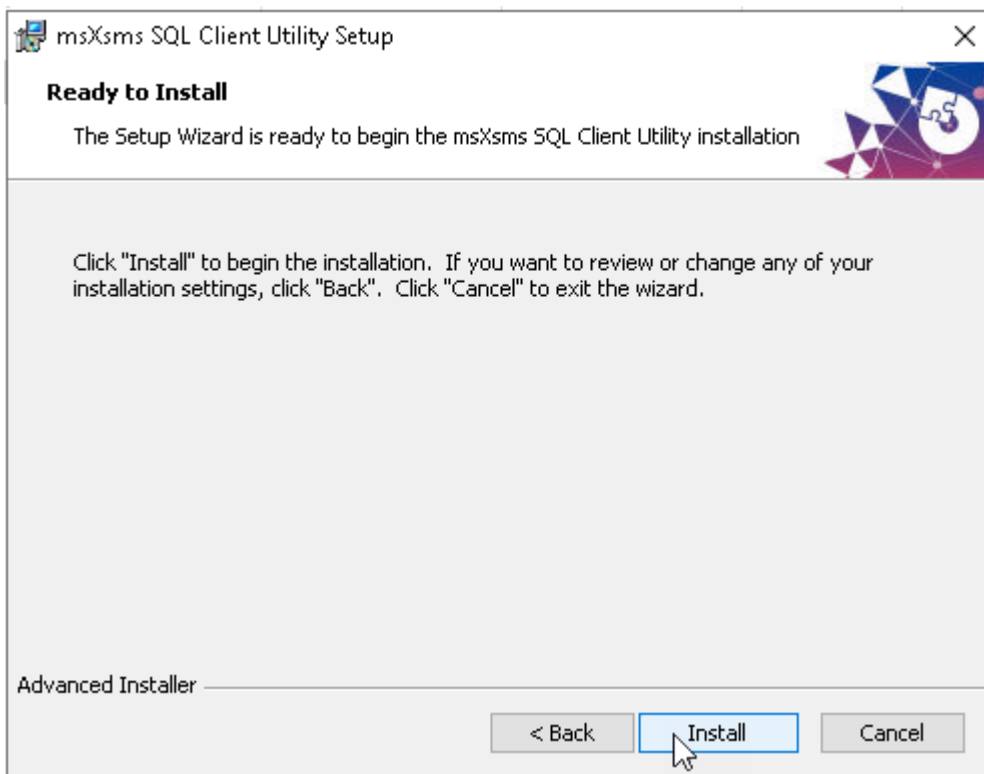 msXsms SQL Client Utility Setup
Ready to Install
The Setup Wizard is ready to begin the msXsms SQL Client Utility installation
Click "Install" to begin the installation.  If you want to review or change any of your
installation settings, click "Back".  Click "Cancel" to exit the wizard.
Advanced Installer
< Back
Install
Cancel